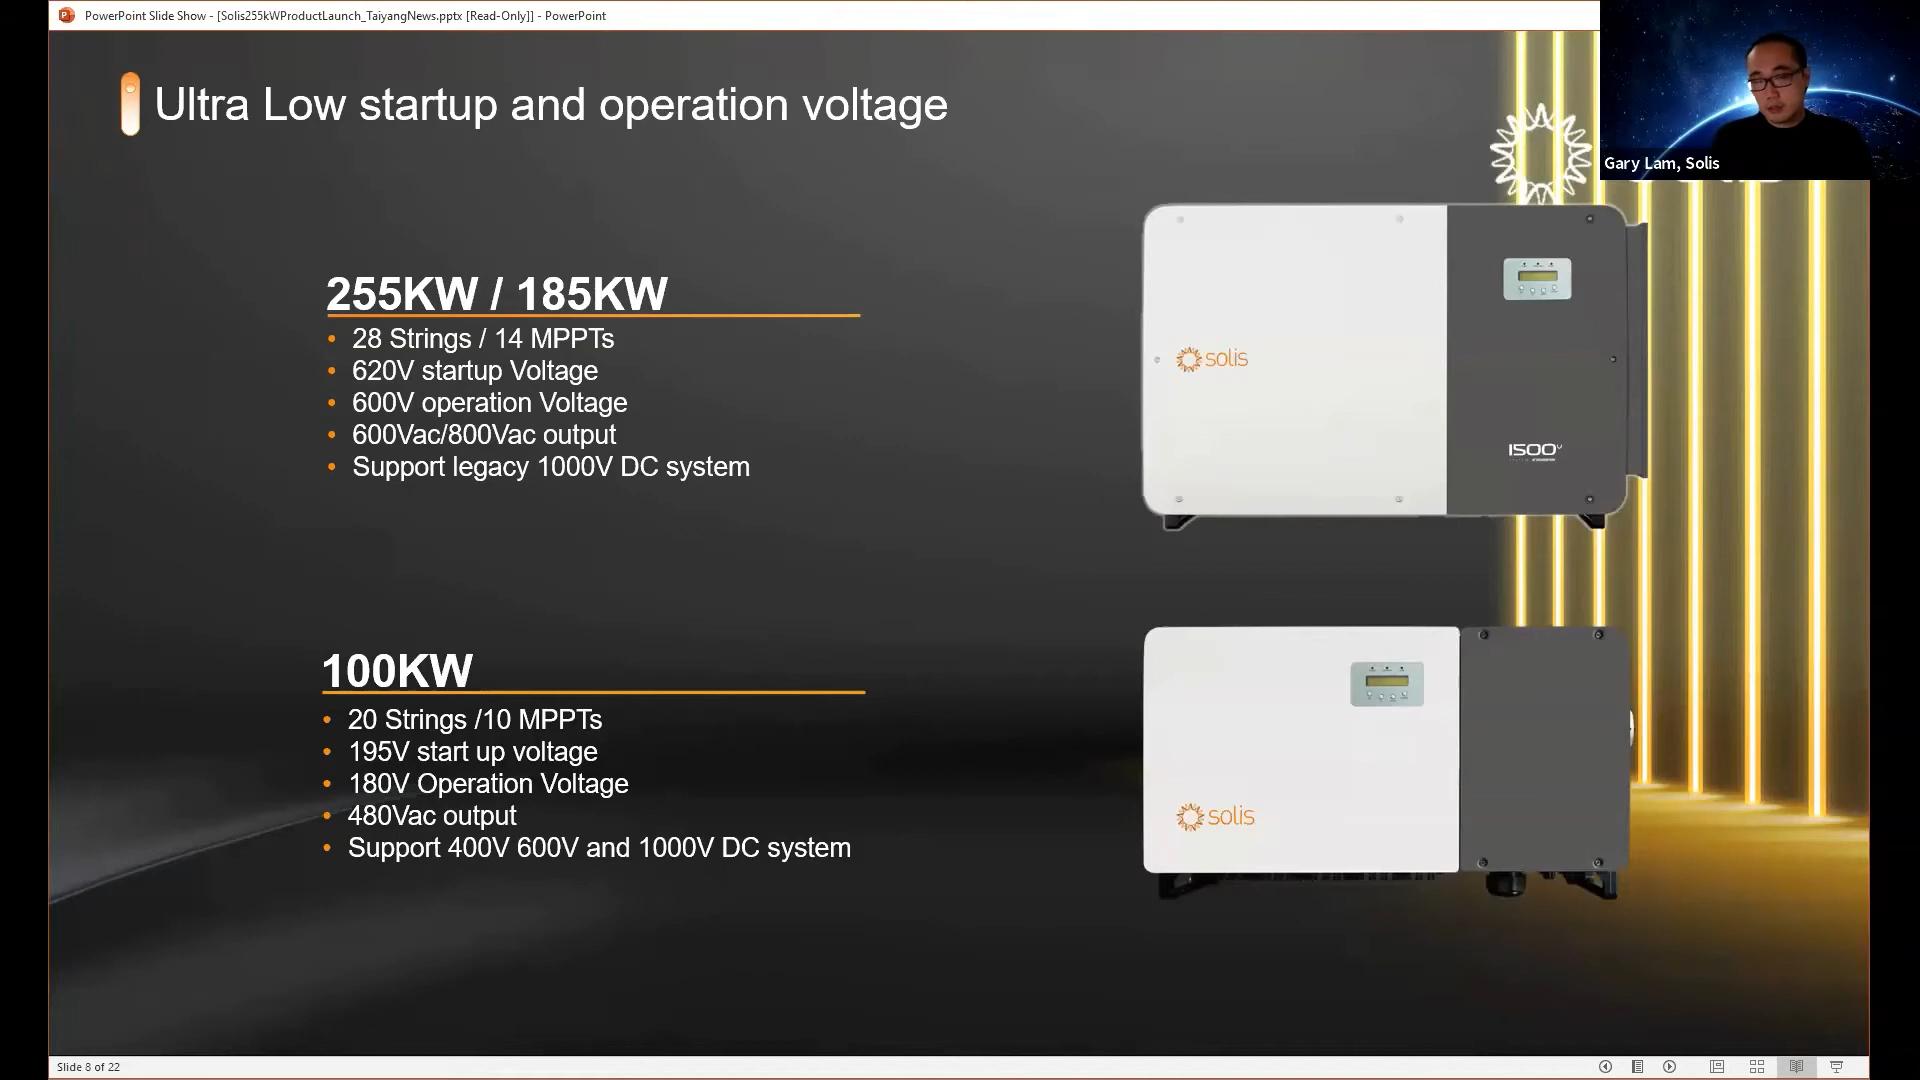 PowerPoint Slide Show - [Solis255kWProductLaunch_TaiyangNews.pptx [Read-Only]] - PowerPoint
Ultra Low startup and operation voltage
Gary Lam, Solis
255KW / 185KW
• 28 Strings / 14 MPPTs
• 620V startup Voltage
• 600V operation Voltage
• 600Vac/800Vac output
• Support legacy 1000V DC system
solis
1500V
100KW
• 20 Strings /10 MPPTs
• 195V start up voltage
• 180V Operation Voltage
• 480Vac output
• Support 400V 600V and 1000V DC system
solis
Slide 8 of 22